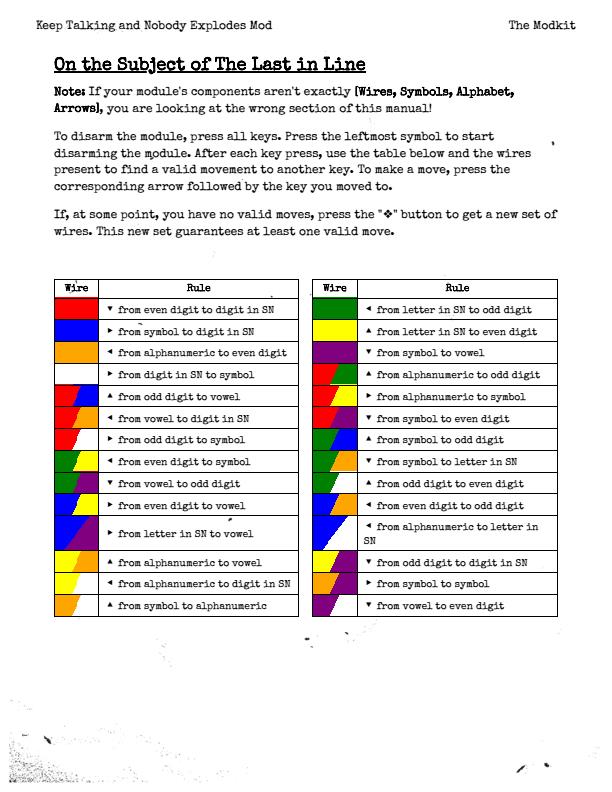 Keep Talking and Nobody Explodes Mod The Modkit
On the Subject of The Last in Line
Note: If your module's components aren't exactly [Wires, Symbols, Alphabet,
Arrows], you are looking at the wrong section of this manual!
To disarm the module, press all keys. Press the leftmost symbol to start
disarming the module. After each key press, use the table below and the wires
present to find a valid movement to another key. To make a move, press the
corresponding arrow followed by the key you moved to.
If, at some point, you have no valid moves, press the "❖" button to get a new set of
wires. This new set guarantees at least one valid move.
Wire Rule
▼ from even digit to digit in SN
► from symbol to digit in SN
◄ from alphanumeric to even digit
► from digit in SN to symbol
▲ from odd digit to vowel
◄ from vowel to digit in SN
► from odd digit to symbol
◄ from even digit to symbol
▼ from vowel to odd digit
► from even digit to vowel
► from letter in SN to vowel
▲ from alphanumeric to vowel
◄ from alphanumeric to digit in SN
▲ from symbol to alphanumeric
Wire Rule
◄ from letter in SN to odd digit
▲ from letter in SN to even digit
▼ from symbol to vowel
▲ from alphanumeric to odd digit
► from alphanumeric to symbol
▼ from symbol to even digit
▲ from symbol to odd digit
▼ from symbol to letter in SN
▲ from odd digit to even digit
◄ from even digit to odd digit
◄ from alphanumeric to letter in
SN
▼ from odd digit to digit in SN
► from symbol to symbol
▼ from vowel to even digit